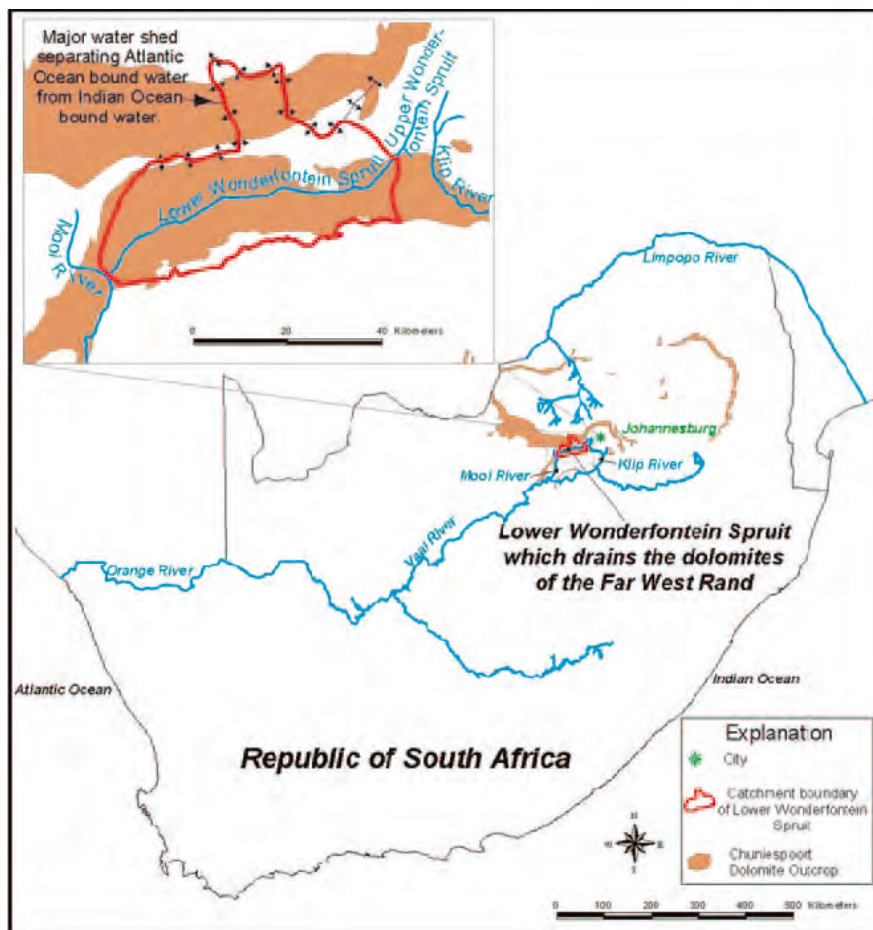 Major water shed
separating Atlantic
Ocean bound water
from Indian Ocean
bound water.
Upper Wonder-
fontein Spruit
Klip River
Lower Wonderfontein Spruit
Mooi
River
0 20 40 Kilometers
Limpopo River
Johannesburg
Mooi River
Klip River
Lower Wonderfontein Spruit
which drains the dolomites
of the Far West Rand
Vaal River
Orange River
Atlantic Ocean
Indian Ocean
Republic of South Africa
Explanation
City
Catchment boundary
of Lower Wonderfontein
Spruit
Chuniespoort
Dolomite Outcrop
N
W E
S
0 100 200 300 400 500 Kilometers